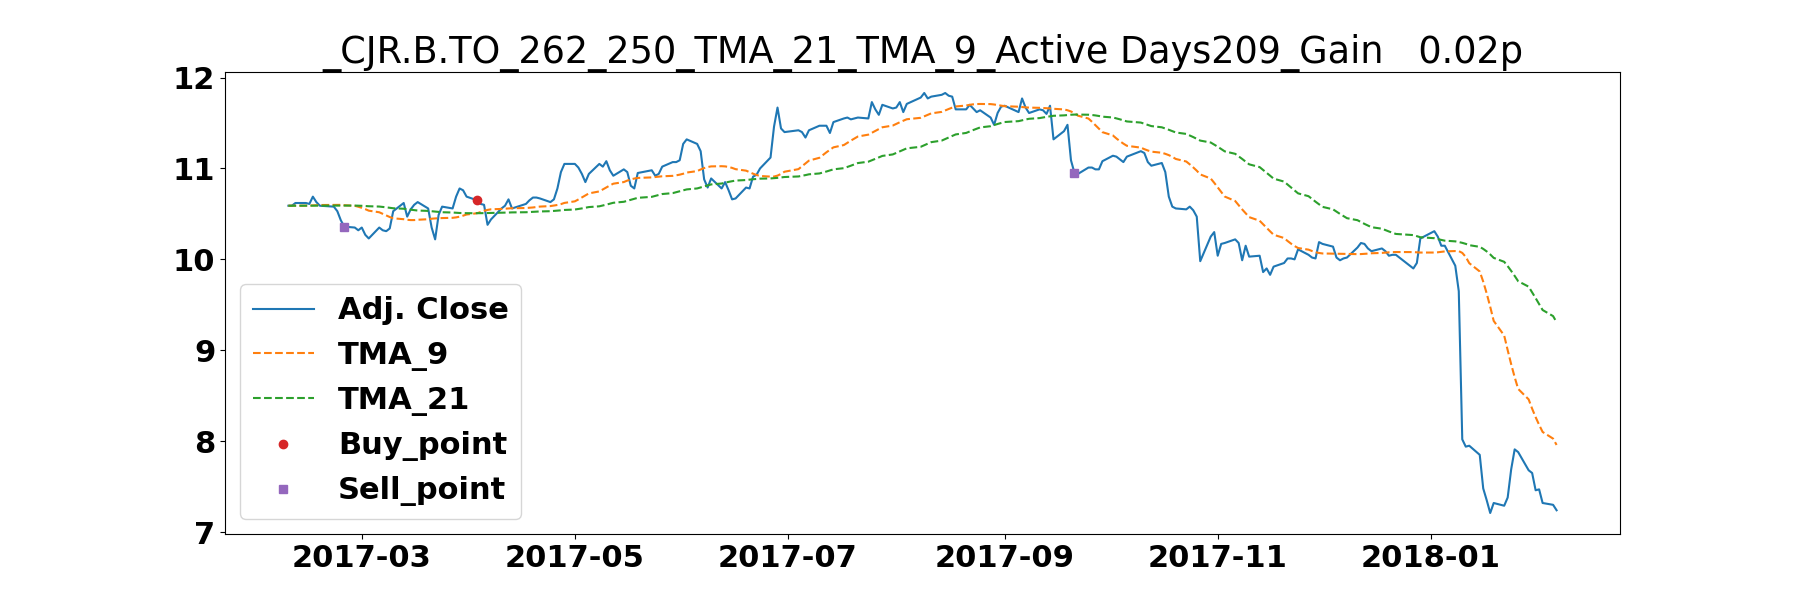 _CJR.B.TO_262_250_TMA_21_TMA_9_Active Days209_Gain   0.02p
12
11
10
9
8
7
Adj. Close
TMA_9
TMA_21
Buy_point
Sell_point
2017-03 2017-05 2017-07 2017-09 2017-11 2018-01